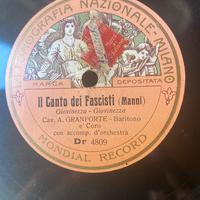 FONOGRAFIA NAZIONALE-MILANO
MARCA DEPOSITATA
Il Canto dei Fascisti (Manni)
Giovinezza - Giovinezza
Cav. A. GRANFORTE - Baritono
e Coro
con accomp. d'orchestra
Dr 4809
MONDIAL RECORD